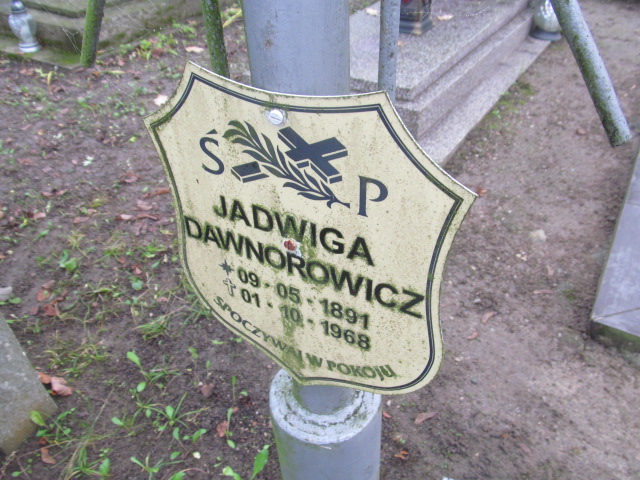 Ś P
JADWIGA
DAWNOROWICZ
* 09 · 05 · 1891
† 01 · 10 · 1968
SPOCZYWAJ W POKOJU